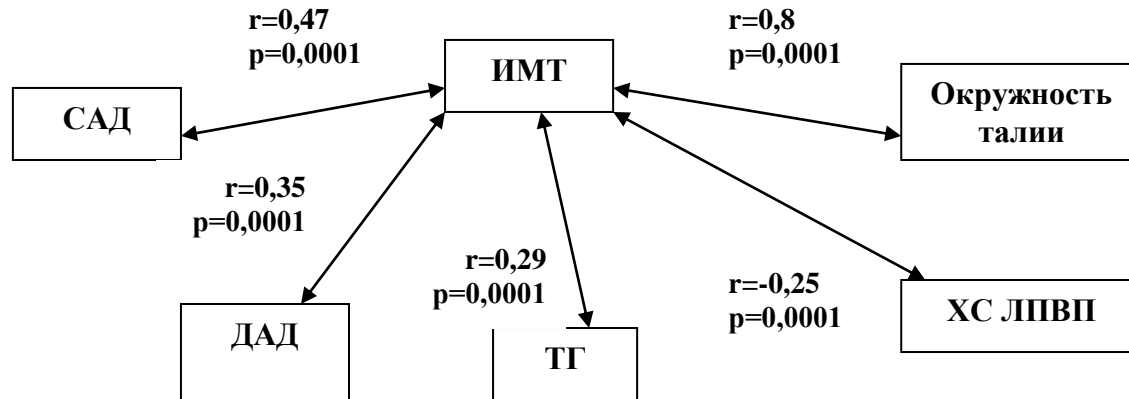 r=0,47
p=0,0001
r=0,8
p=0,0001
ИМТ
САД
Окружность
талии
r=0,35
p=0,0001
r=0,29
p=0,0001
r=-0,25
p=0,0001
ДАД
ТГ
ХС ЛПВП